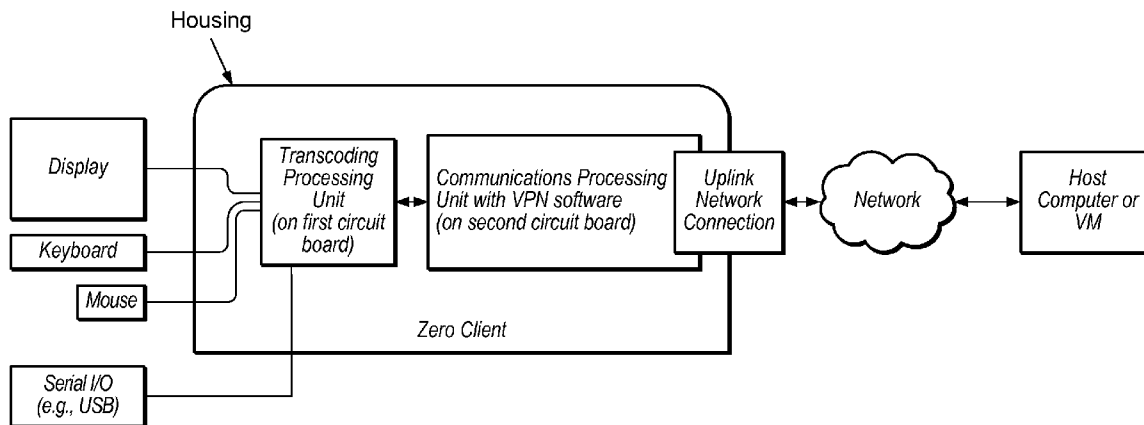 Housing
Display
Keyboard
Mouse
Serial I/O
(e.g., USB)
Transcoding
Processing
Unit
(on first circuit
board)
Communications Processing
Unit with VPN software
(on second circuit board)
Uplink
Network
Connection
Zero Client
Network
Host
Computer or
VM